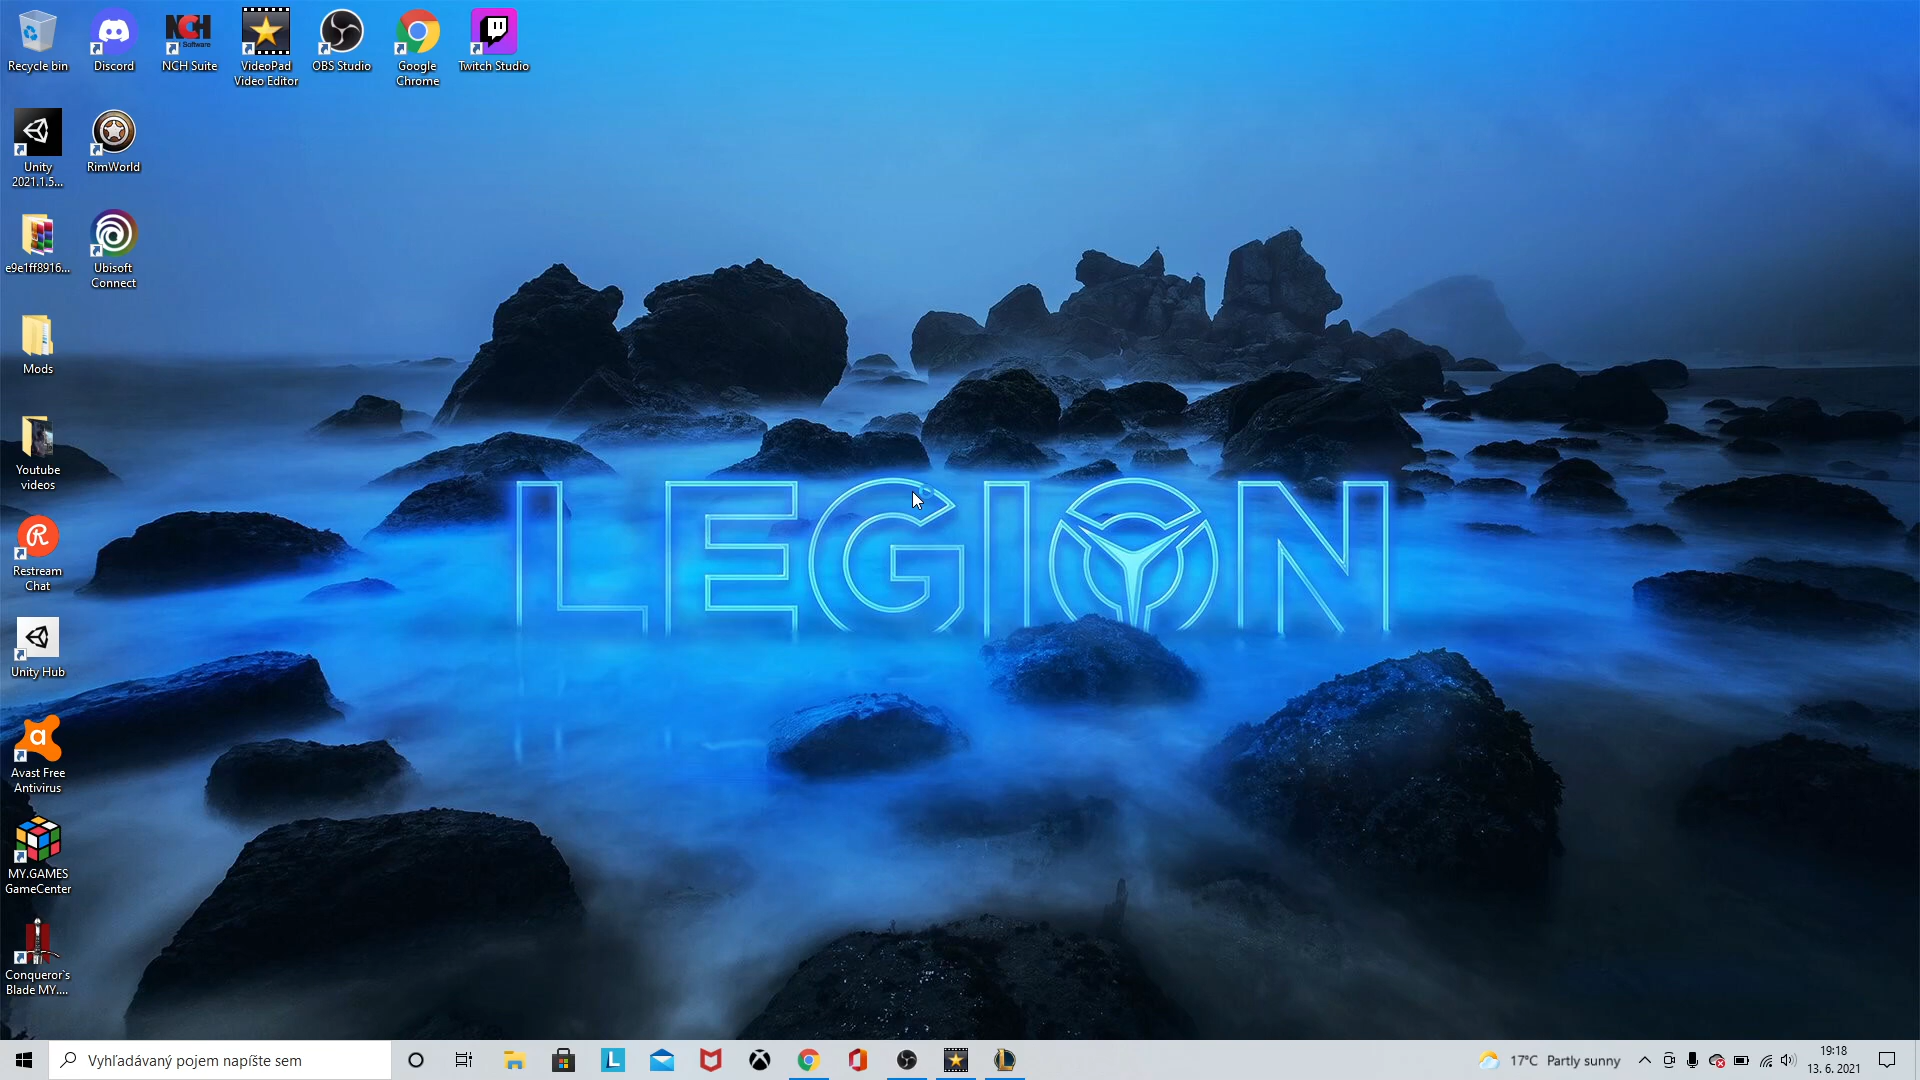 Recycle bin
Discord
NCH Suite
VideoPad
Video Editor
OBS Studio
Google
Chrome
Twitch Studio
NCH
Software
Unity
2021.1.5...
RimWorld
e9e1ff8916...
Ubisoft
Connect
Mods
Youtube
videos
Restream
Chat
Unity Hub
Avast Free
Antivirus
MY.GAMES
GameCenter
Conqueror`s
Blade MY....
LEGION
Vyhľadávaný pojem napíšte sem
17°C Partly sunny
19:18
13. 6. 2021